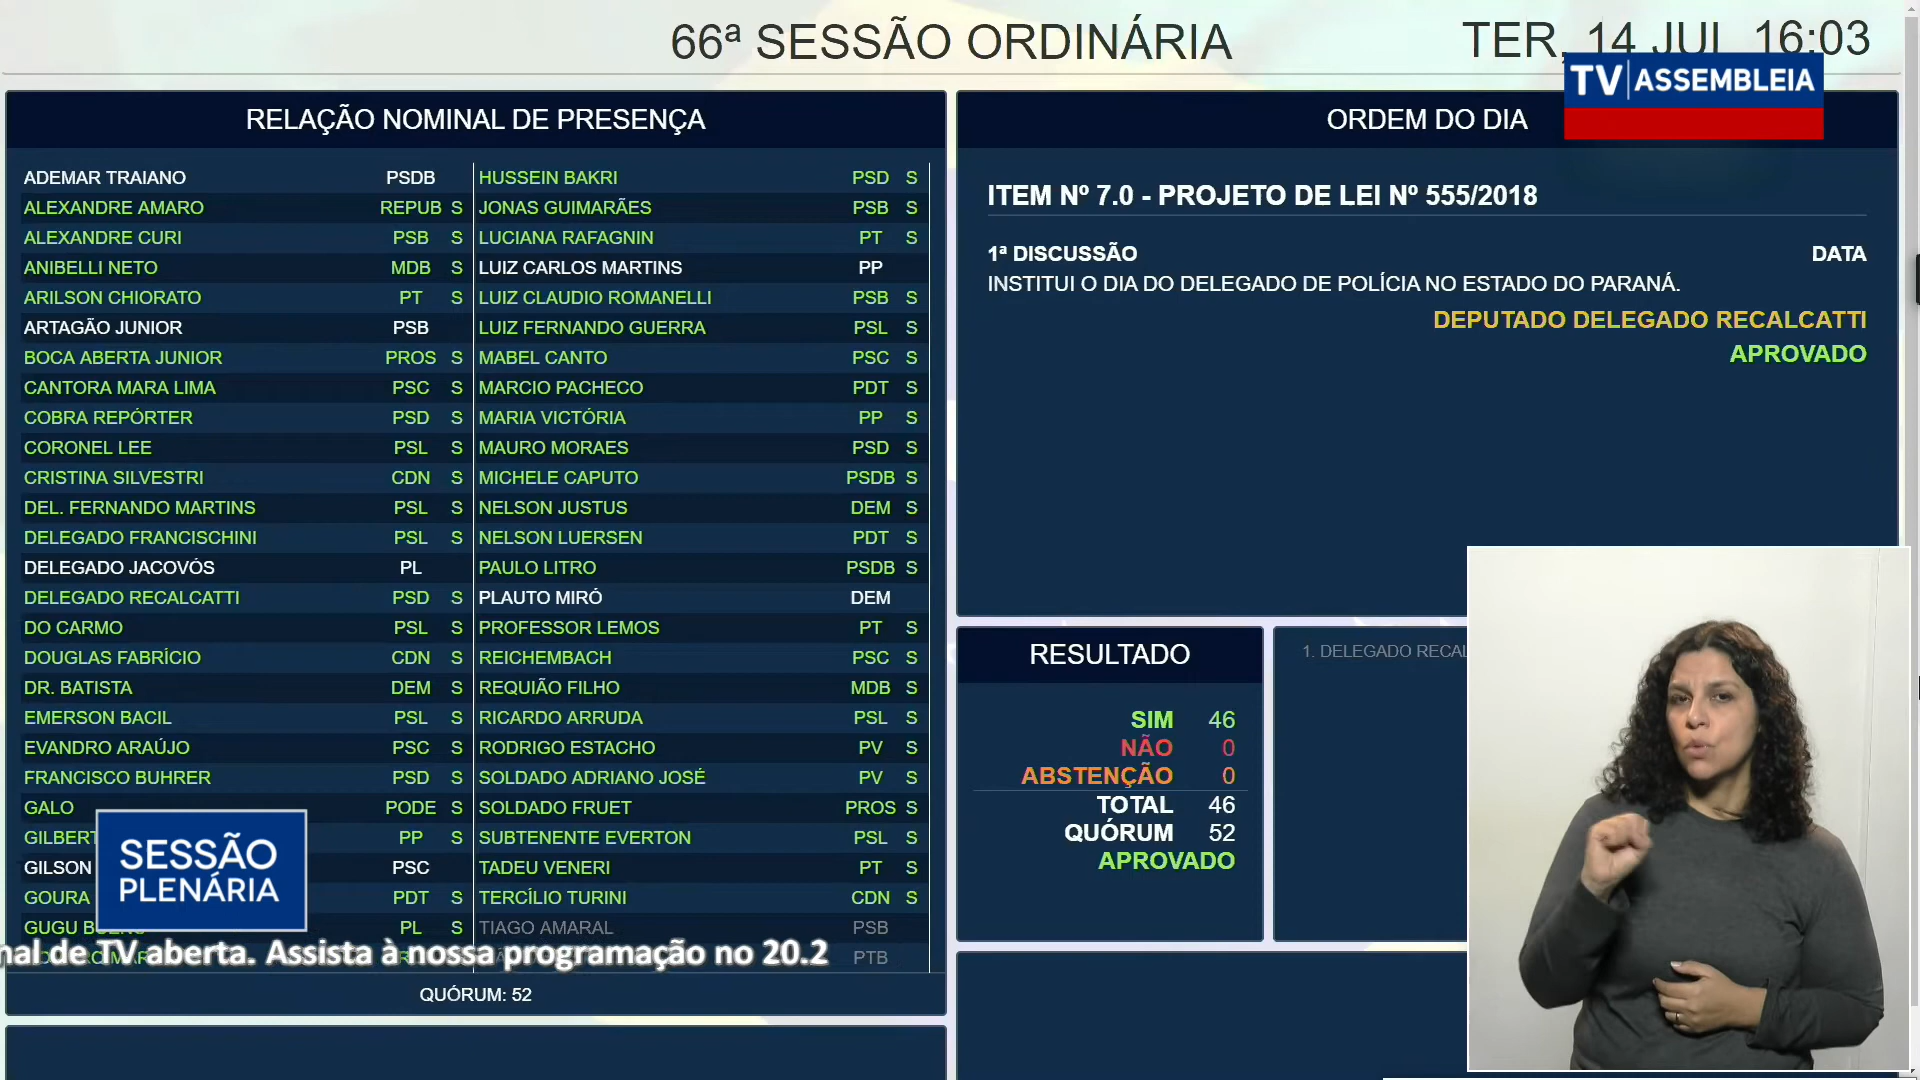 66ª SESSÃO ORDINÁRIA
TER, 14 JUL 16:03
TV ASSEMBLEIA
RELAÇÃO NOMINAL DE PRESENÇA
ADEMAR TRAIANO PSDB
ALEXANDRE AMARO REPUB S
ALEXANDRE CURI PSB S
ANIBELLI NETO MDB S
ARILSON CHIORATO PT S
ARTAGÃO JUNIOR PSB
BOCA ABERTA JUNIOR PROS S
CANTORA MARA LIMA PSC S
COBRA REPÓRTER PSD S
CORONEL LEE PSL S
CRISTINA SILVESTRI CDN S
DEL. FERNANDO MARTINS PSL S
DELEGADO FRANCISCHINI PSL S
DELEGADO JACOVÓS PL
DELEGADO RECALCATTI PSD S
DO CARMO PSL S
DOUGLAS FABRÍCIO CDN S
DR. BATISTA DEM S
EMERSON BACIL PSL S
EVANDRO ARAÚJO PSC S
FRANCISCO BUHRER PSD S
GALO PODE S
GILBERT PP S
GILSON PSC
GOURA PDT S
GUGU PL S
HUSSEIN BAKRI PSD S
JONAS GUIMARÃES PSB S
LUCIANA RAFAGNIN PT S
LUIZ CARLOS MARTINS PP
LUIZ CLAUDIO ROMANELLI PSB S
LUIZ FERNANDO GUERRA PSL S
MABEL CANTO PSC S
MARCIO PACHECO PDT S
MARIA VICTÓRIA PP S
MAURO MORAES PSD S
MICHELE CAPUTO PSDB S
NELSON JUSTUS DEM S
NELSON LUERSEN PDT S
PAULO LITRO PSDB S
PLAUTO MIRÓ DEM
PROFESSOR LEMOS PT S
REICHEMBACH PSC S
REQUIÃO FILHO MDB S
RICARDO ARRUDA PSL S
RODRIGO ESTACHO PV S
SOLDADO ADRIANO JOSÉ PV S
SOLDADO FRUET PROS S
SUBTENENTE EVERTON PSL S
TADEU VENERI PT S
TERCÍLIO TURINI CDN S
TIAGO AMARAL PSB
PTB
QUÓRUM: 52
SESSÃO
PLENÁRIA
nal de TV aberta. Assista à nossa programação no 20.2
ORDEM DO DIA
ITEM Nº 7.0 - PROJETO DE LEI Nº 555/2018
1ª DISCUSSÃO DATA
INSTITUI O DIA DO DELEGADO DE POLÍCIA NO ESTADO DO PARANÁ.
DEPUTADO DELEGADO RECALCATTI
APROVADO
RESULTADO
SIM 46
NÃO 0
ABSTENÇÃO 0
TOTAL 46
QUÓRUM 52
APROVADO
1. DELEGADO RECAL